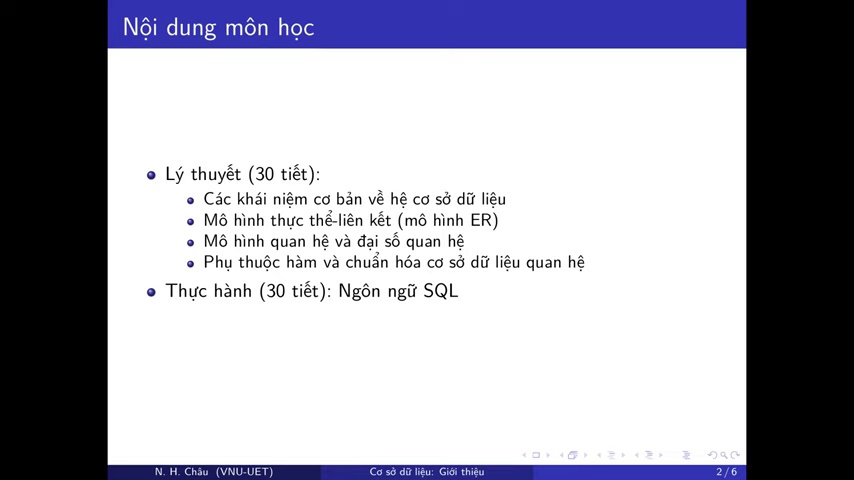 Nội dung môn học
Lý thuyết (30 tiết):
Các khái niệm cơ bản về hệ cơ sở dữ liệu
Mô hình thực thể-liên kết (mô hình ER)
Mô hình quan hệ và đại số quan hệ
Phụ thuộc hàm và chuẩn hóa cơ sở dữ liệu quan hệ
Thực hành (30 tiết): Ngôn ngữ SQL
N. H. Châu (VNU-UET) Cơ sở dữ liệu: Giới thiệu 2 / 6